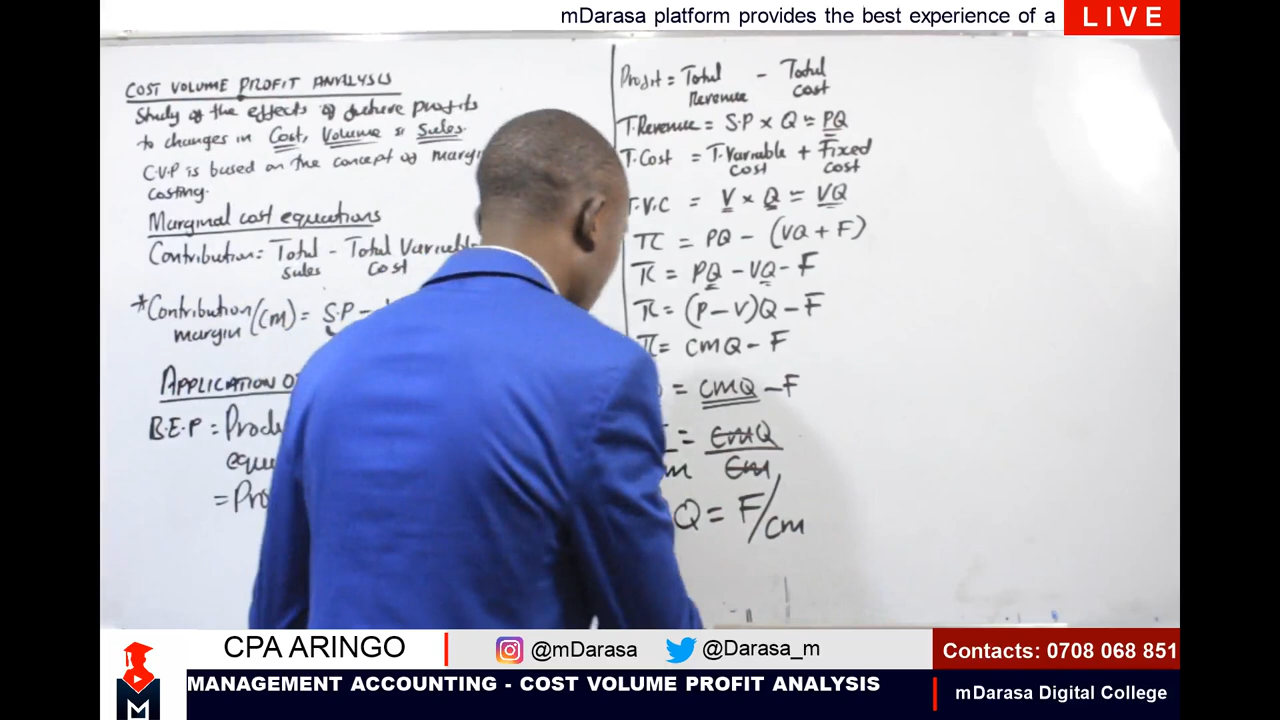 mDarasa platform provides the best experience of a
LIVE
COST VOLUME PROFIT ANALYSIS
Study of the effects of future profits
to changes in Cost, Volume & Sales.
C.V.P is based on the concept of margi
costing.
Marginal cost equations
Contribution = Total - Total Variable
Sales Cost
*Contribution (cm) = S.P -
margin
APPLICATION O
B.E.P = Produ
equ
= Pro
Profit = Total - Total
Revenue cost
T.Revenue = S.P x Q = PQ
T.Cost = T.Variable + Fixed
cost cost
T.V.C = V x Q = VQ
π = PQ - (VQ + F)
π = PQ - VQ - F
π = (P - V)Q - F
π = CMQ - F
= CMQ - F
= CMQ
m CM
Q = F/cm
CPA ARINGO
@mDarasa
@Darasa_m
Contacts: 0708 068 851
MANAGEMENT ACCOUNTING - COST VOLUME PROFIT ANALYSIS
mDarasa Digital College